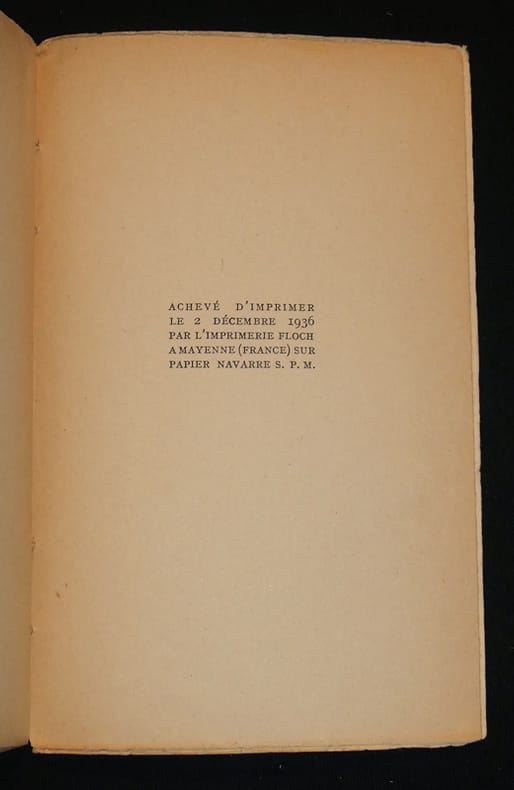 ACHEVÉ D'IMPRIMER
LE 2 DÉCEMBRE 1936
PAR L'IMPRIMERIE FLOCH
A MAYENNE (FRANCE) SUR
PAPIER NAVARRE S. P. M.